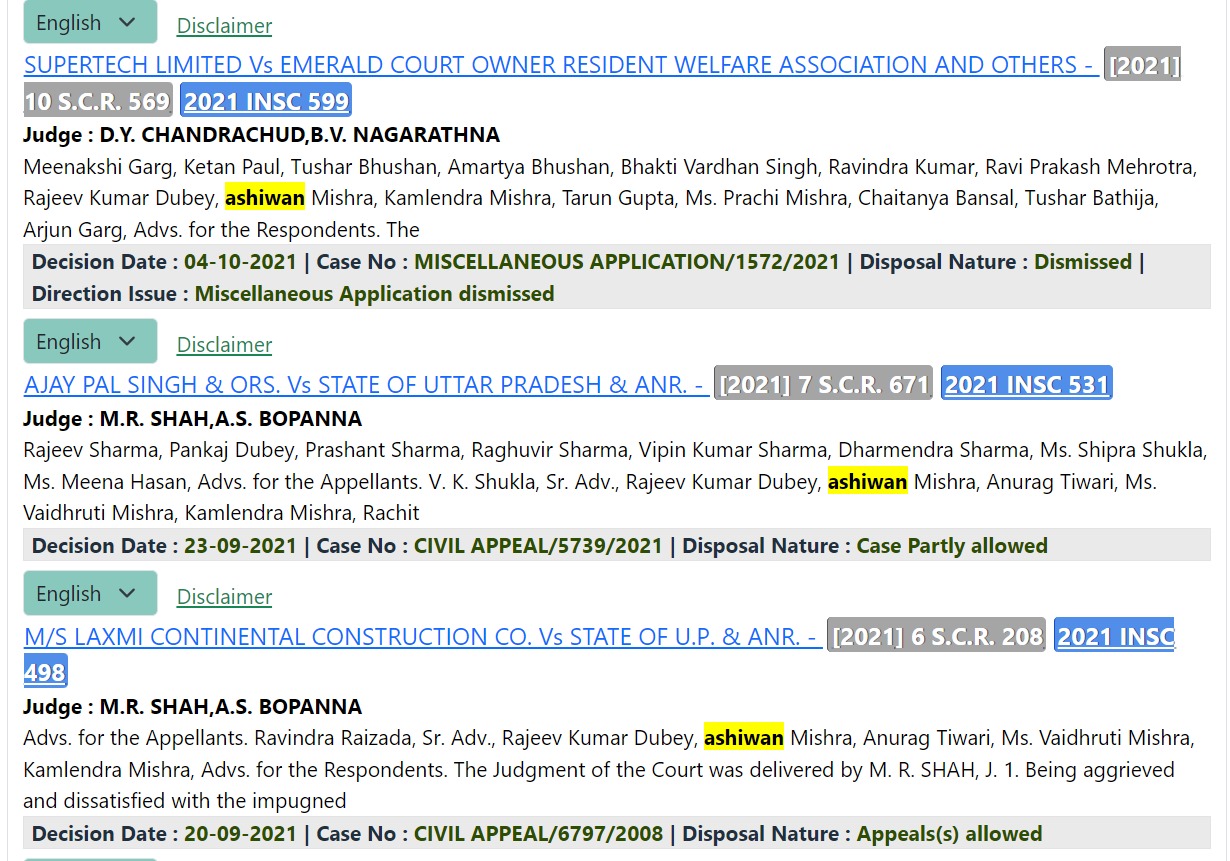 English
Disclaimer
SUPERTECH LIMITED Vs EMERALD COURT OWNER RESIDENT WELFARE ASSOCIATION AND OTHERS - [2021]
10 S.C.R. 569 2021 INSC 599
Judge : D.Y. CHANDRACHUD,B.V. NAGARATHNA
Meenakshi Garg, Ketan Paul, Tushar Bhushan, Amartya Bhushan, Bhakti Vardhan Singh, Ravindra Kumar, Ravi Prakash Mehrotra,
Rajeev Kumar Dubey, ashiwan Mishra, Kamlendra Mishra, Tarun Gupta, Ms. Prachi Mishra, Chaitanya Bansal, Tushar Bathija,
Arjun Garg, Advs. for the Respondents. The
Decision Date : 04-10-2021 | Case No : MISCELLANEOUS APPLICATION/1572/2021 | Disposal Nature : Dismissed |
Direction Issue : Miscellaneous Application dismissed
English
Disclaimer
AJAY PAL SINGH & ORS. Vs STATE OF UTTAR PRADESH & ANR. - [2021] 7 S.C.R. 671 2021 INSC 531
Judge : M.R. SHAH,A.S. BOPANNA
Rajeev Sharma, Pankaj Dubey, Prashant Sharma, Raghuvir Sharma, Vipin Kumar Sharma, Dharmendra Sharma, Ms. Shipra Shukla,
Ms. Meena Hasan, Advs. for the Appellants. V. K. Shukla, Sr. Adv., Rajeev Kumar Dubey, ashiwan Mishra, Anurag Tiwari, Ms.
Vaidhruti Mishra, Kamlendra Mishra, Rachit
Decision Date : 23-09-2021 | Case No : CIVIL APPEAL/5739/2021 | Disposal Nature : Case Partly allowed
English
Disclaimer
M/S LAXMI CONTINENTAL CONSTRUCTION CO. Vs STATE OF U.P. & ANR. - [2021] 6 S.C.R. 208 2021 INSC
498
Judge : M.R. SHAH,A.S. BOPANNA
Advs. for the Appellants. Ravindra Raizada, Sr. Adv., Rajeev Kumar Dubey, ashiwan Mishra, Anurag Tiwari, Ms. Vaidhruti Mishra,
Kamlendra Mishra, Advs. for the Respondents. The Judgment of the Court was delivered by M. R. SHAH, J. 1. Being aggrieved
and dissatisfied with the impugned
Decision Date : 20-09-2021 | Case No : CIVIL APPEAL/6797/2008 | Disposal Nature : Appeals(s) allowed